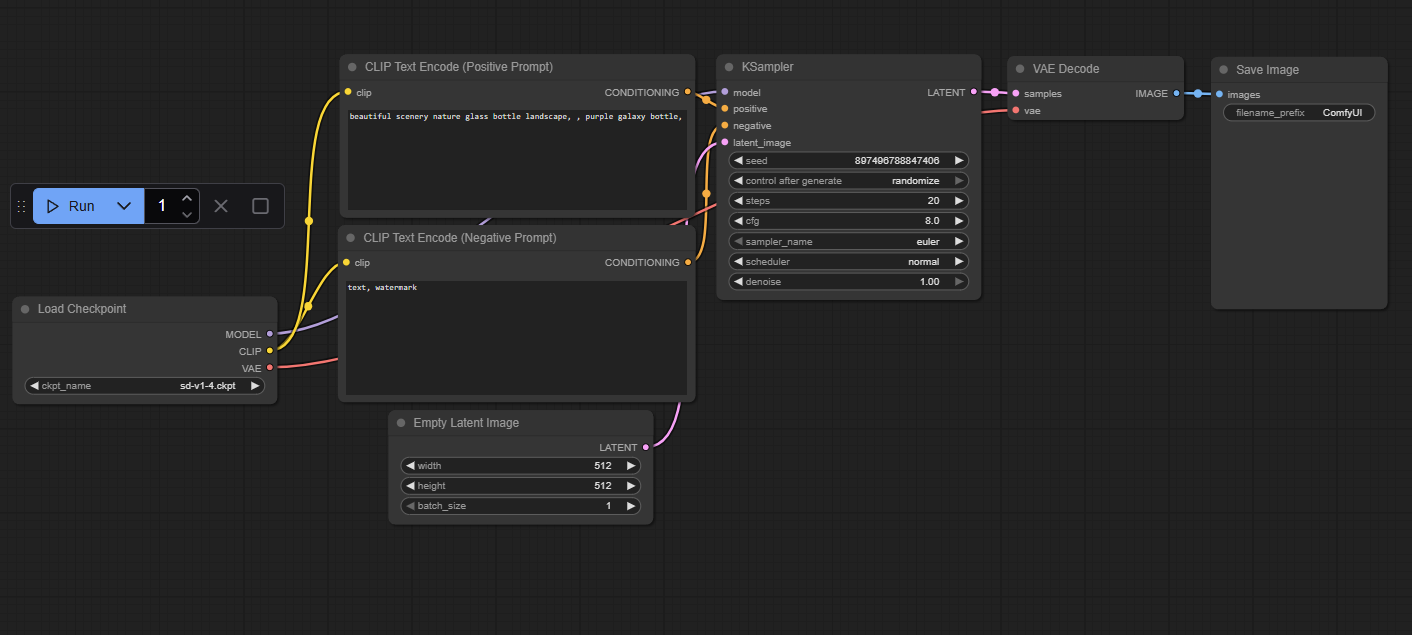 CLIP Text Encode (Positive Prompt)
clip
CONDITIONING
beautiful scenery nature glass bottle landscape, , purple galaxy bottle,
KSampler
model
LATENT
positive
negative
latent_image
seed 897496788847406
control after generate randomize
steps 20
cfg 8.0
sampler_name euler
scheduler normal
denoise 1.00
VAE Decode
samples
IMAGE
vae
Save Image
images
filename_prefix ComfyUI
Run
1
CLIP Text Encode (Negative Prompt)
clip
CONDITIONING
text, watermark
Load Checkpoint
MODEL
CLIP
VAE
ckpt_name sd-v1-4.ckpt
Empty Latent Image
LATENT
width 512
height 512
batch_size 1